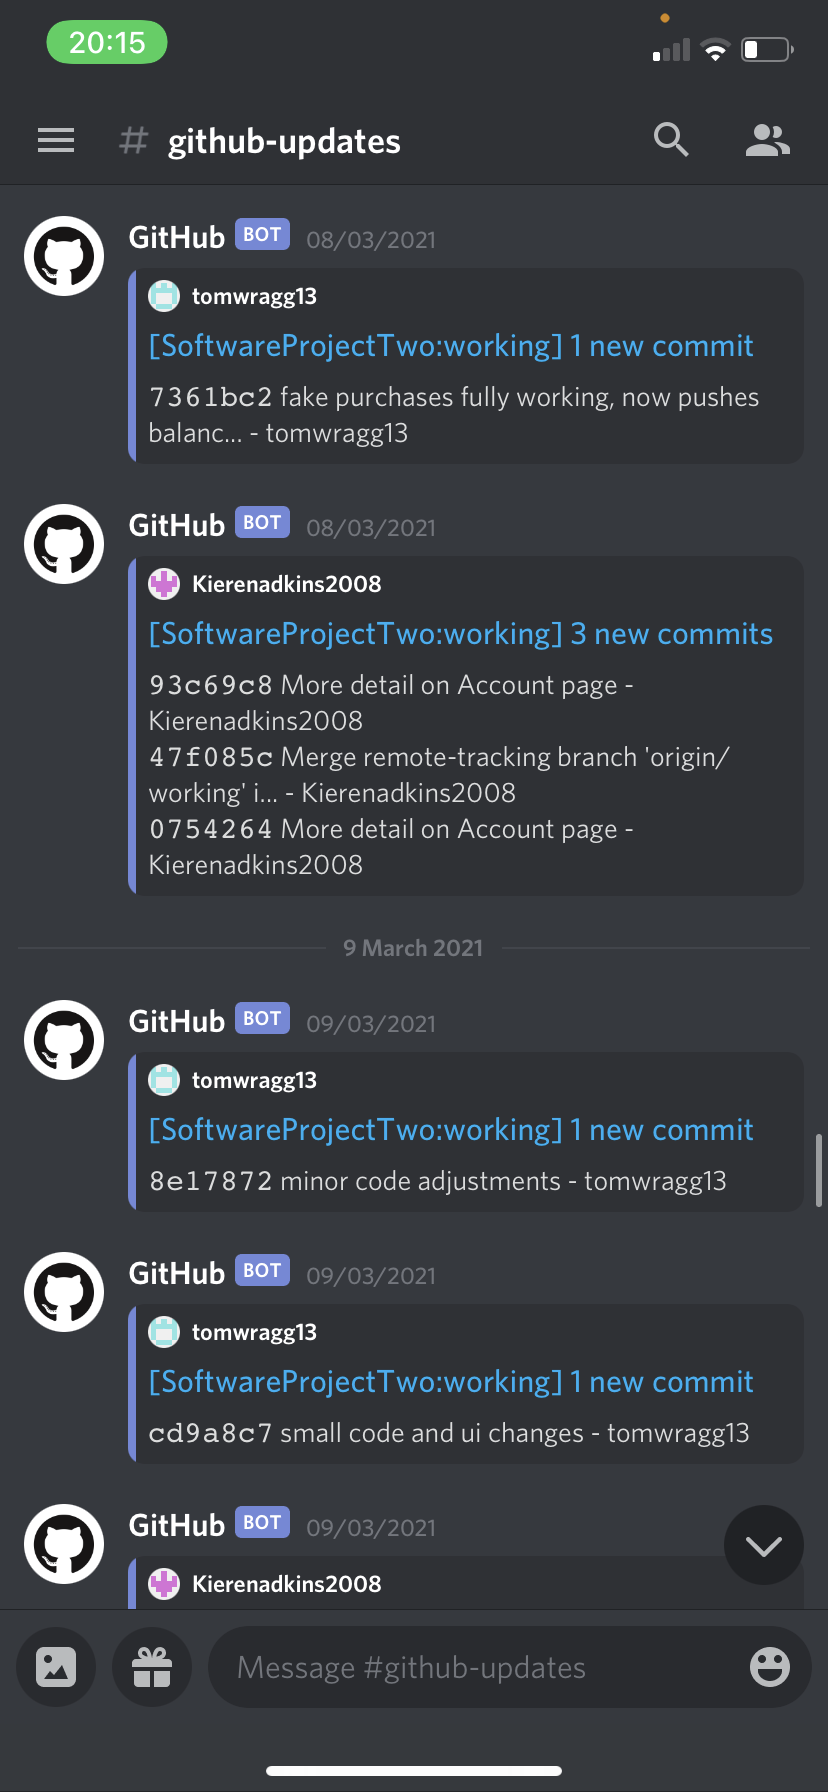 20:15
# github-updates
GitHub BOT 08/03/2021
tomwragg13
[SoftwareProjectTwo:working] 1 new commit
7361bc2 fake purchases fully working, now pushes
balanc... - tomwragg13
GitHub BOT 08/03/2021
Kierenadkins2008
[SoftwareProjectTwo:working] 3 new commits
93c69c8 More detail on Account page -
Kierenadkins2008
47f085c Merge remote-tracking branch 'origin/
working' i... - Kierenadkins2008
0754264 More detail on Account page -
Kierenadkins2008
9 March 2021
GitHub BOT 09/03/2021
tomwragg13
[SoftwareProjectTwo:working] 1 new commit
8e17872 minor code adjustments - tomwragg13
GitHub BOT 09/03/2021
tomwragg13
[SoftwareProjectTwo:working] 1 new commit
cd9a8c7 small code and ui changes - tomwragg13
GitHub BOT 09/03/2021
Kierenadkins2008
Message #github-updates